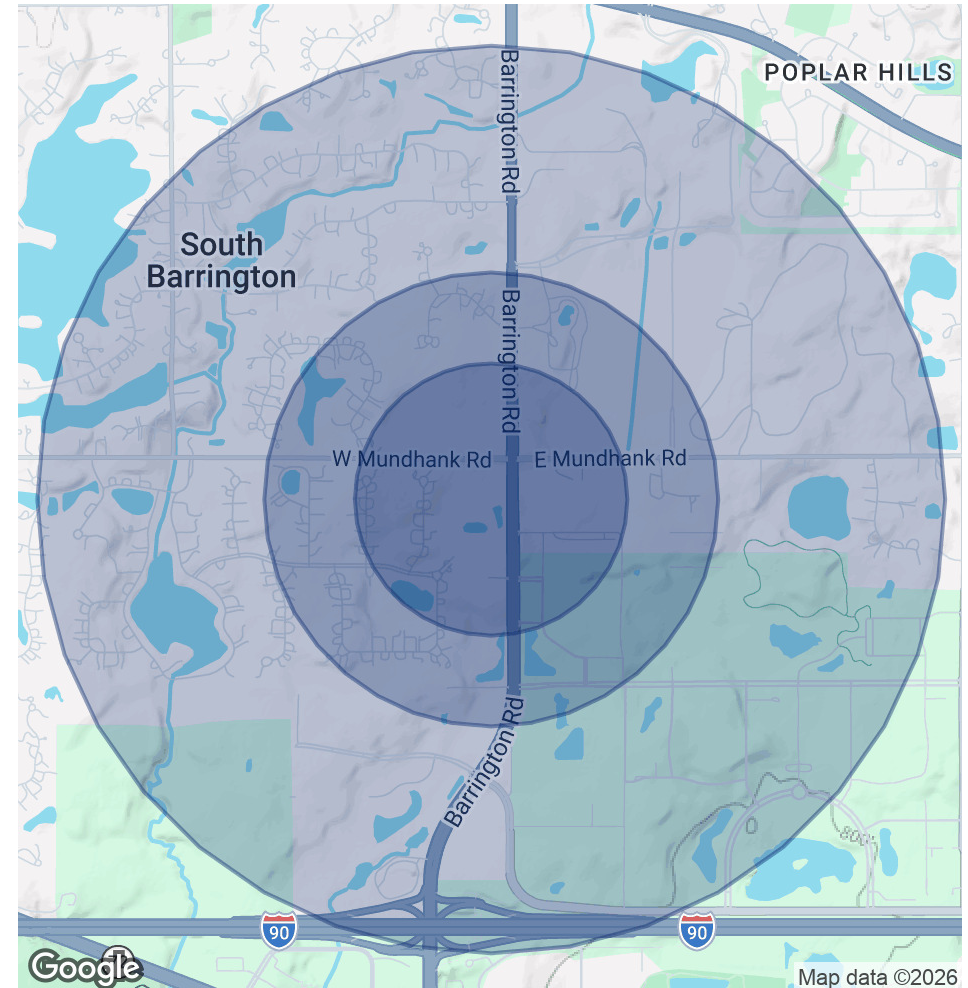 POPLAR HILLS
Barrington Rd
South
Barrington
Barrington Rd
W Mundhank Rd
E Mundhank Rd
Barrington Rd
800'
90
90
Google
Map data ©2026